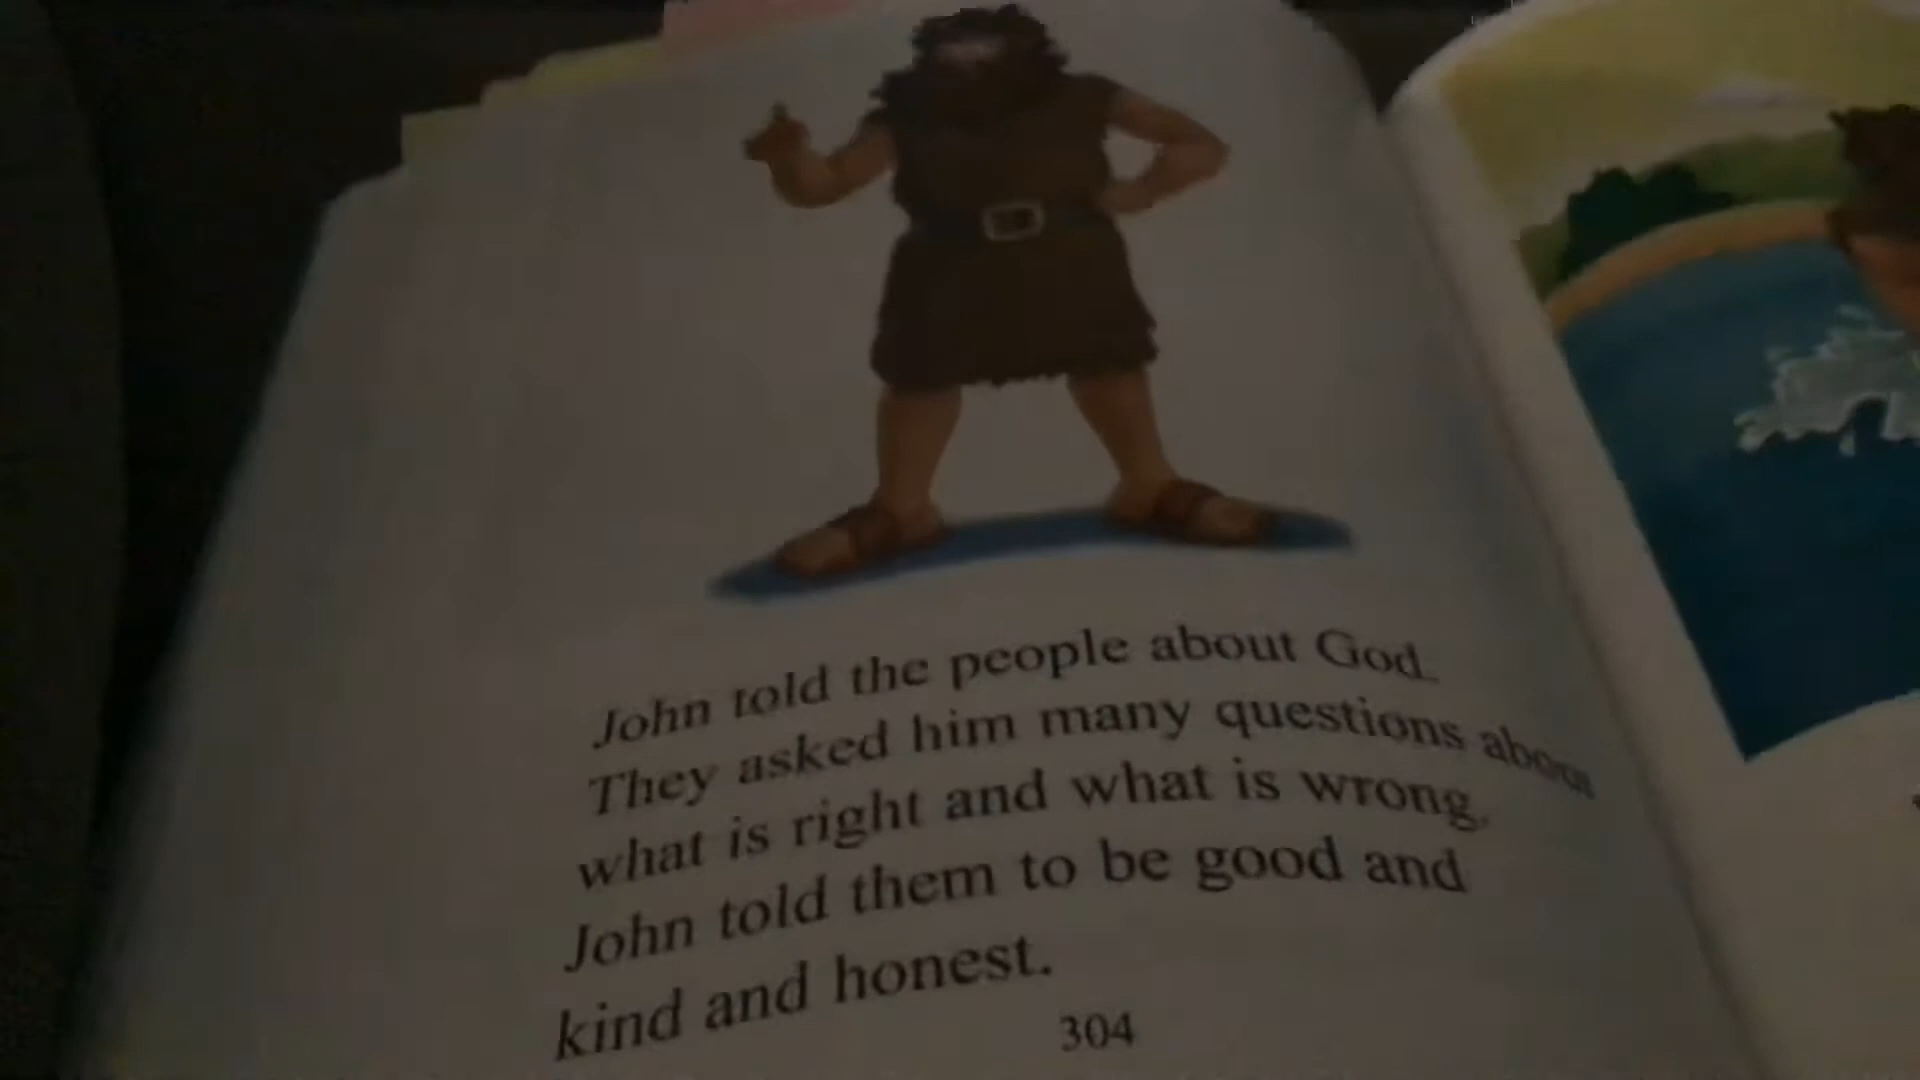 John told the people about God.
They asked him many questions about
what is right and what is wrong.
John told them to be good and
kind and honest.
304